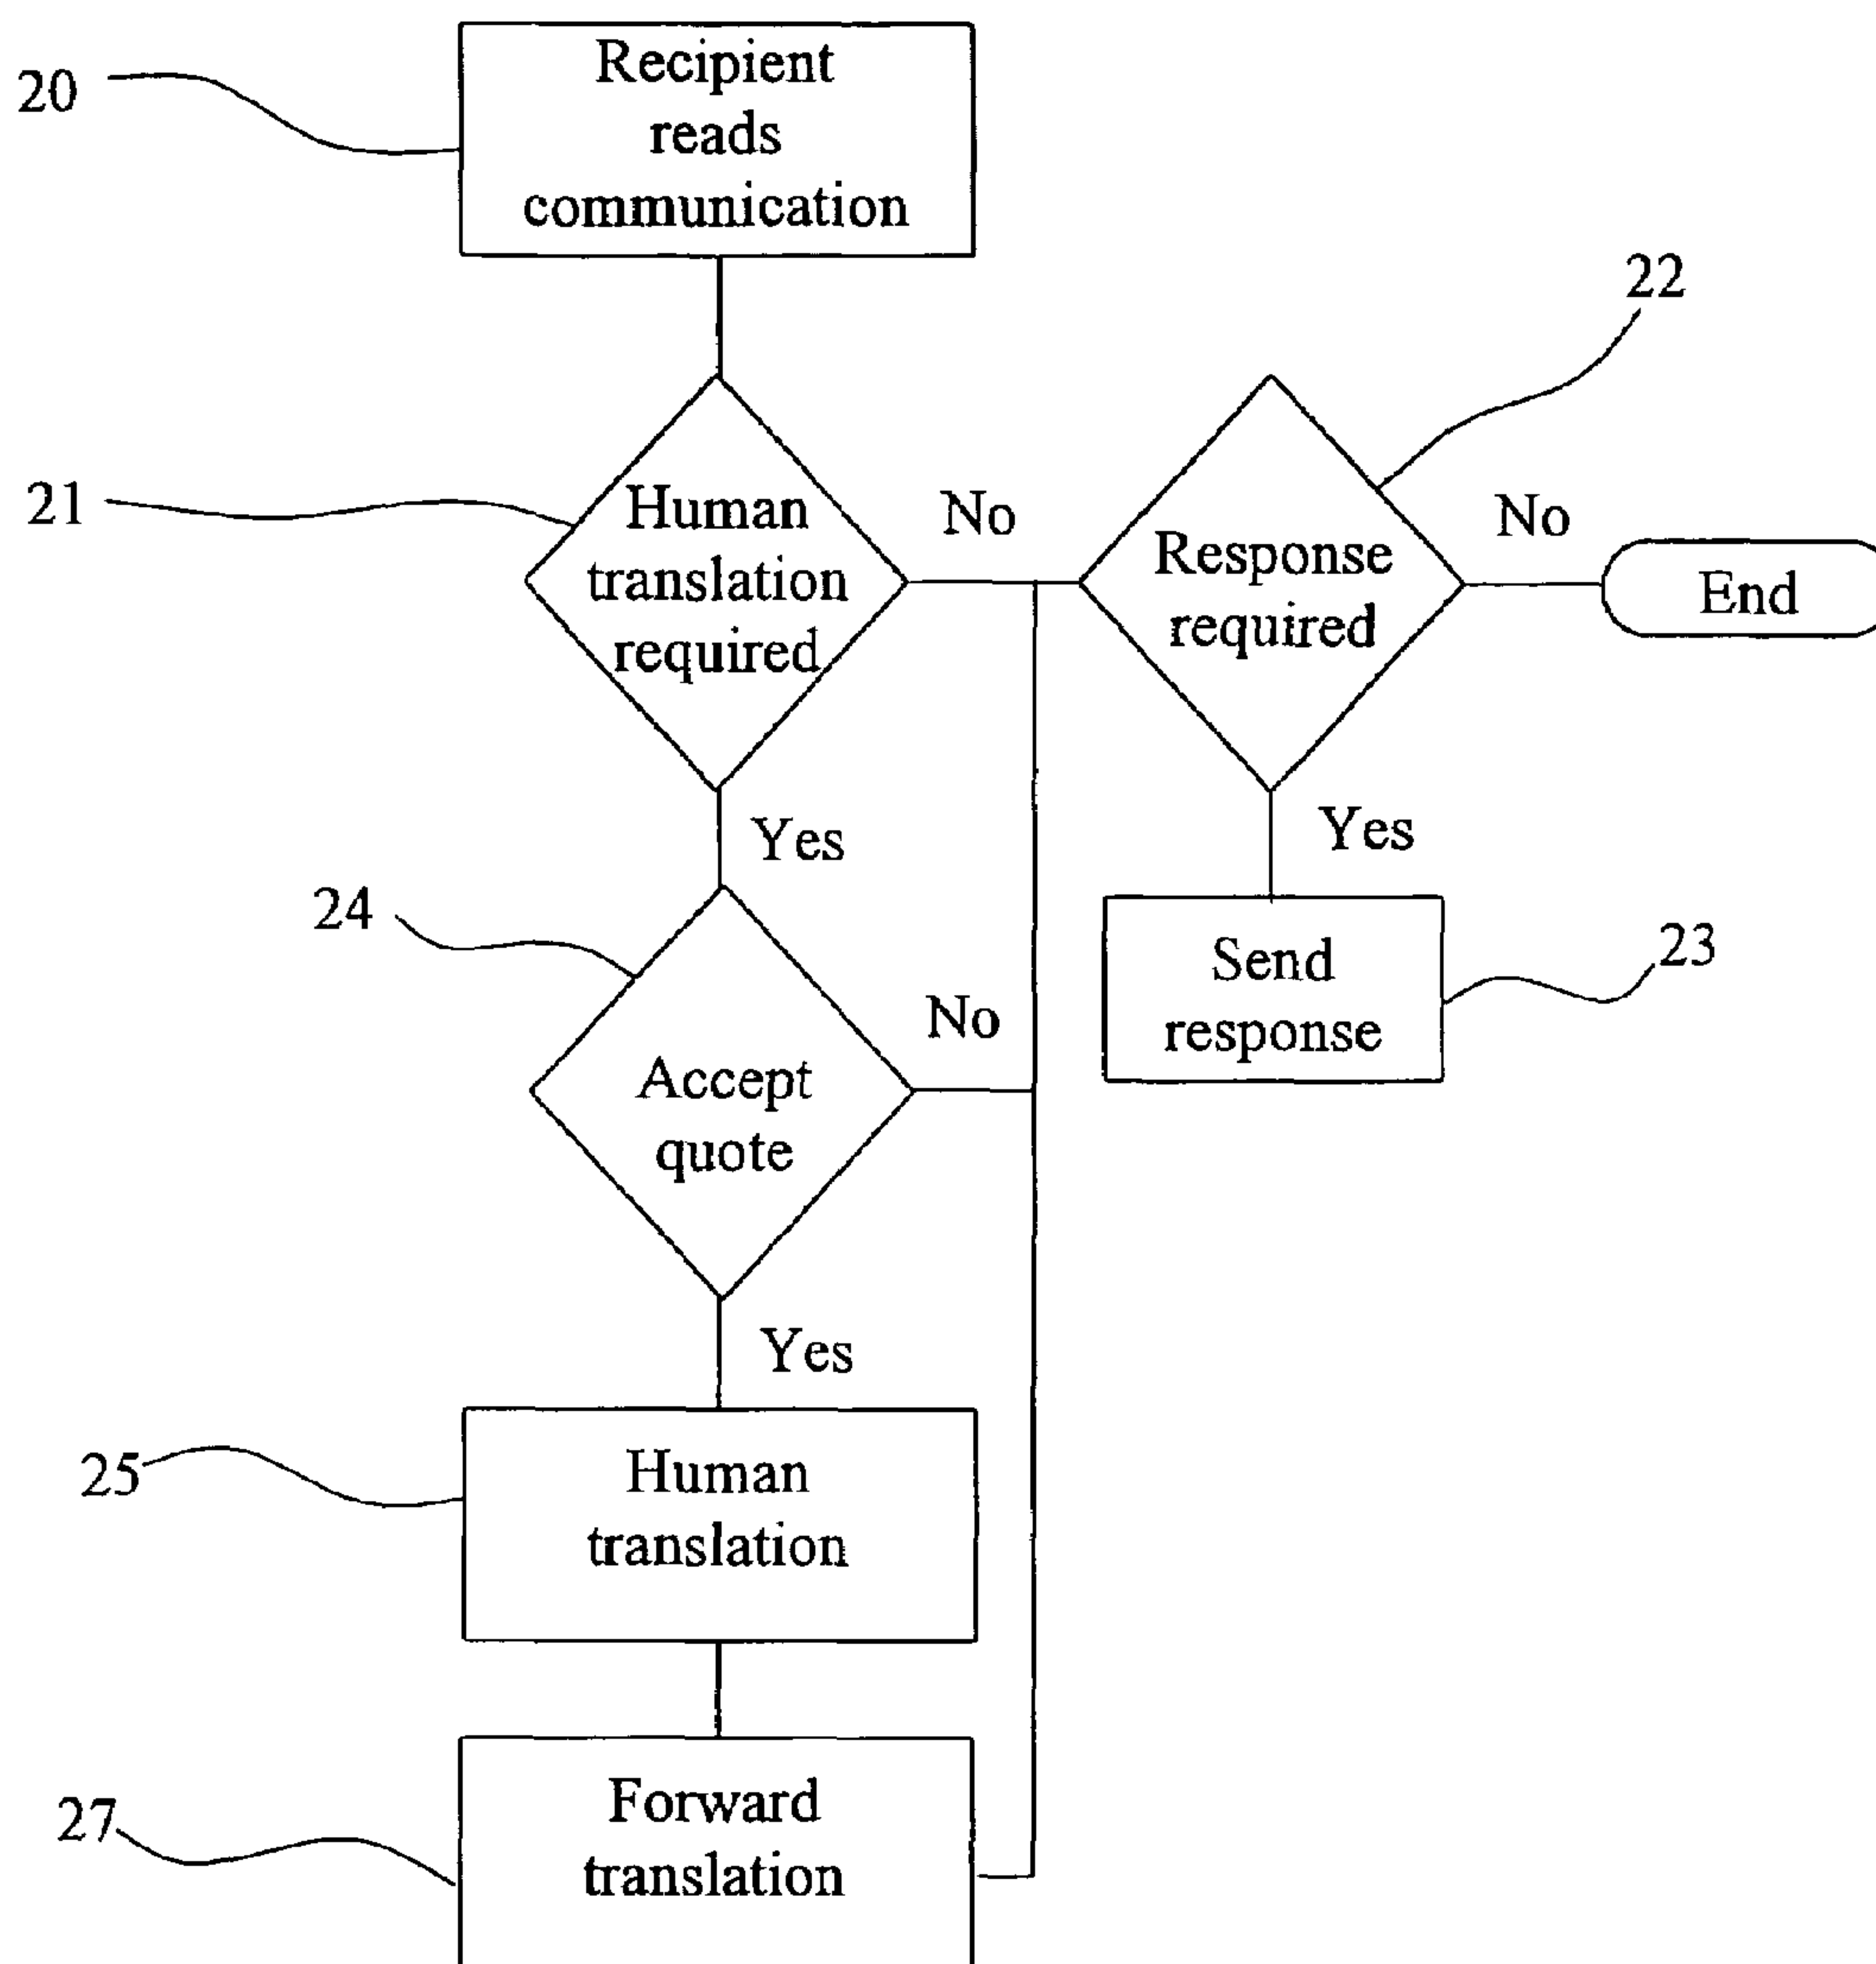 20
Recipient
reads
communication
22
21
Human
translation
required
No
Response
required
No
End
Yes
Yes
24
Accept
quote
No
Send
response
23
Yes
25
Human
translation
27
Forward
translation